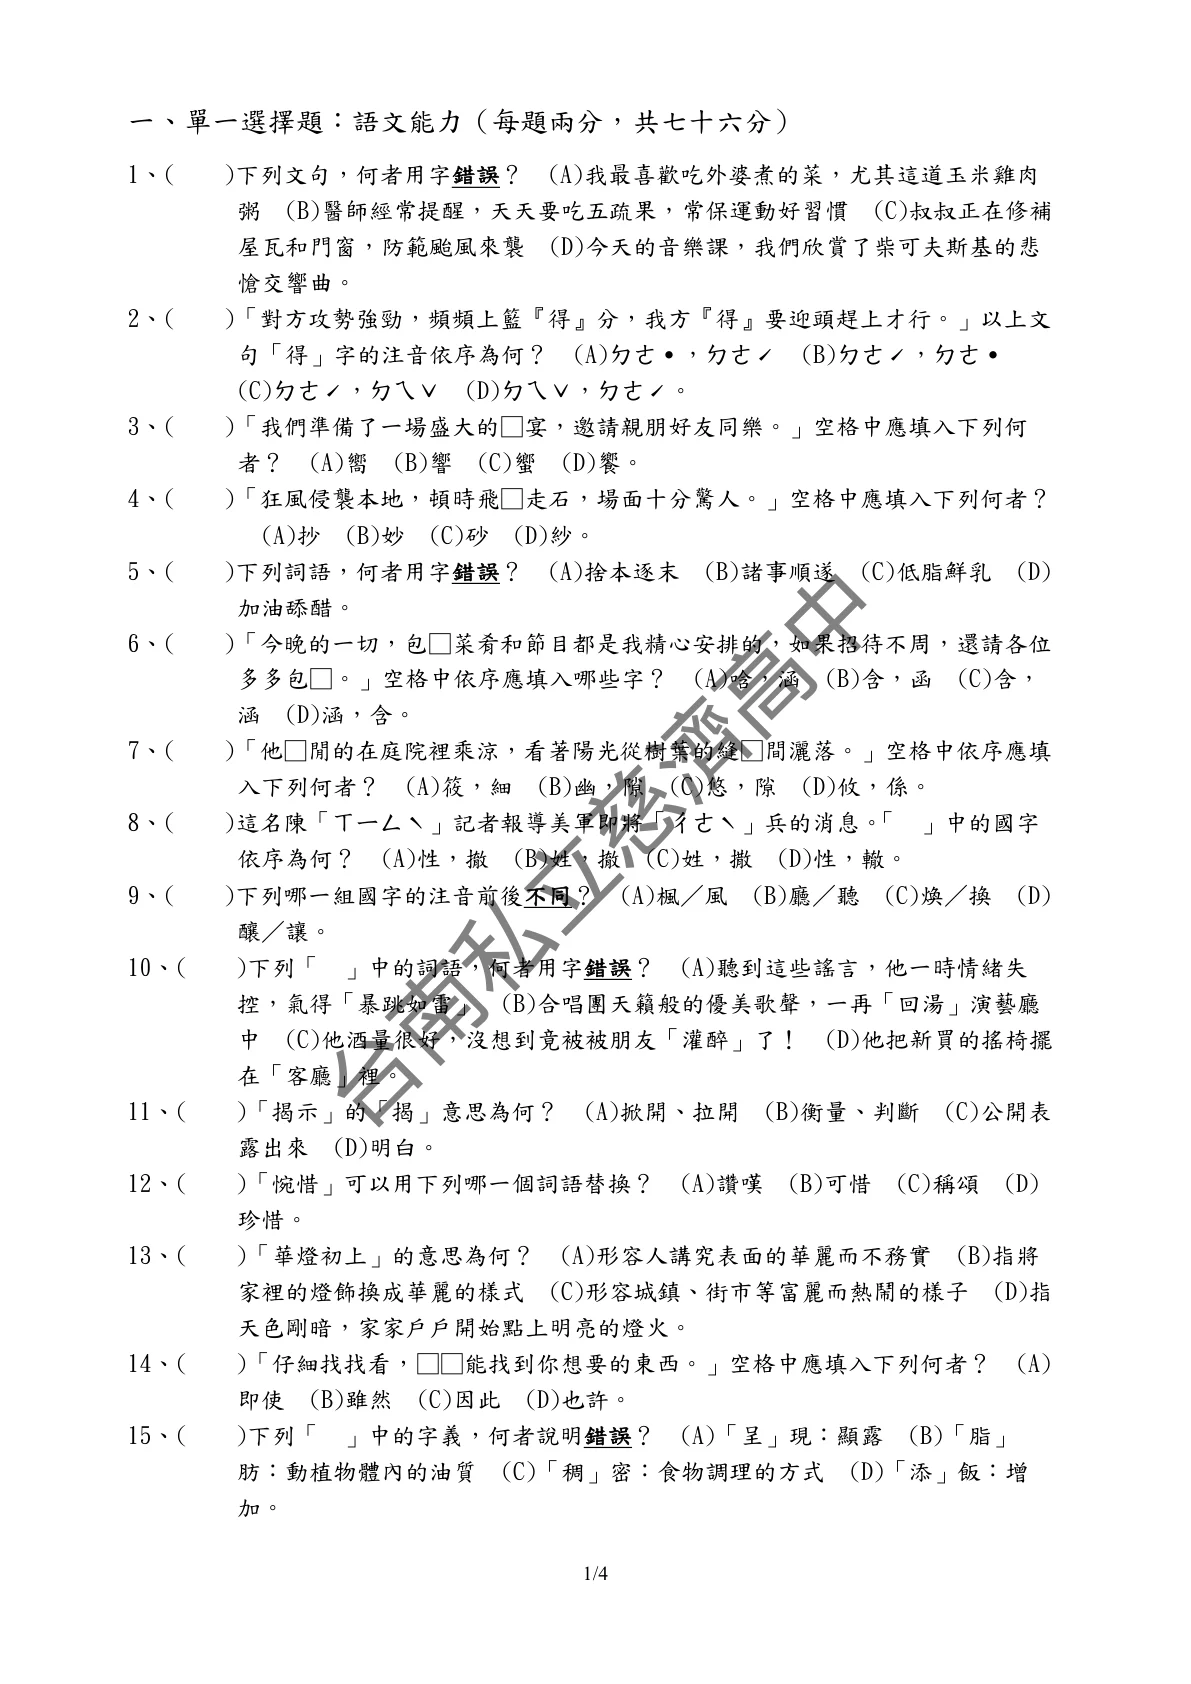 一、單一選擇題：語文能力（每題兩分，共七十六分）
1、(　　)下列文句，何者用字錯誤？　(A)我最喜歡吃外婆煮的菜，尤其這道玉米雞肉
粥　(B)醫師經常提醒，天天要吃五疏果，常保運動好習慣　(C)叔叔正在修補
屋瓦和門窗，防範颱風來襲　(D)今天的音樂課，我們欣賞了柴可夫斯基的悲
愴交響曲。
2、(　　)「對方攻勢強勁，頻頻上籃『得』分，我方『得』要迎頭趕上才行。」以上文
句「得」字的注音依序為何？　(A)ㄉㄜ•，ㄉㄜˊ　(B)ㄉㄜˊ，ㄉㄜ•
(C)ㄉㄜˊ，ㄉㄟˇ　(D)ㄉㄟˇ，ㄉㄜˊ。
3、(　　)「我們準備了一場盛大的□宴，邀請親朋好友同樂。」空格中應填入下列何
者？　(A)嚮　(B)響　(C)蠁　(D)饗。
4、(　　)「狂風侵襲本地，頓時飛□走石，場面十分驚人。」空格中應填入下列何者？
(A)抄　(B)妙　(C)砂　(D)紗。
5、(　　)下列詞語，何者用字錯誤？　(A)捨本逐末　(B)諸事順遂　(C)低脂鮮乳　(D)
加油舔醋。
6、(　　)「今晚的一切，包□菜肴和節目都是我精心安排的，如果招待不周，還請各位
多多包□。」空格中依序應填入哪些字？　(A)啥，涵　(B)含，函　(C)含，
涵　(D)涵，含。
7、(　　)「他□閒的在庭院裡乘涼，看著陽光從樹葉的縫□間灑落。」空格中依序應填
入下列何者？　(A)筱，細　(B)幽，隙　(C)悠，隙　(D)攸，係。
8、(　　)這名陳「ㄒㄧㄥˋ」記者報導美軍即將「ㄔㄜˋ」兵的消息。「　」中的國字
依序為何？　(A)性，撤　(B)姓，撤　(C)姓，撒　(D)性，轍。
9、(　　)下列哪一組國字的注音前後不同？　(A)楓／風　(B)廳／聽　(C)煥／換　(D)
釀／讓。
10、(　　)下列「　」中的詞語，何者用字錯誤？　(A)聽到這些謠言，他一時情緒失
控，氣得「暴跳如雷」　(B)合唱團天籟般的優美歌聲，一再「回湯」演藝廳
中　(C)他酒量很好，沒想到竟被被朋友「灌醉」了！　(D)他把新買的搖椅擺
在「客廳」裡。
11、(　　)「揭示」的「揭」意思為何？　(A)掀開、拉開　(B)衡量、判斷　(C)公開表
露出來　(D)明白。
12、(　　)「惋惜」可以用下列哪一個詞語替換？　(A)讚嘆　(B)可惜　(C)稱頌　(D)
珍惜。
13、(　　)「華燈初上」的意思為何？　(A)形容人講究表面的華麗而不務實　(B)指將
家裡的燈飾換成華麗的樣式　(C)形容城鎮、街市等富麗而熱鬧的樣子　(D)指
天色剛暗，家家戶戶開始點上明亮的燈火。
14、(　　)「仔細找找看，□□能找到你想要的東西。」空格中應填入下列何者？　(A)
即使　(B)雖然　(C)因此　(D)也許。
15、(　　)下列「　」中的字義，何者說明錯誤？　(A)「呈」現：顯露　(B)「脂」
肪：動植物體內的油質　(C)「稠」密：食物調理的方式　(D)「添」飯：增
加。
台南私立慈濟高中
1/4